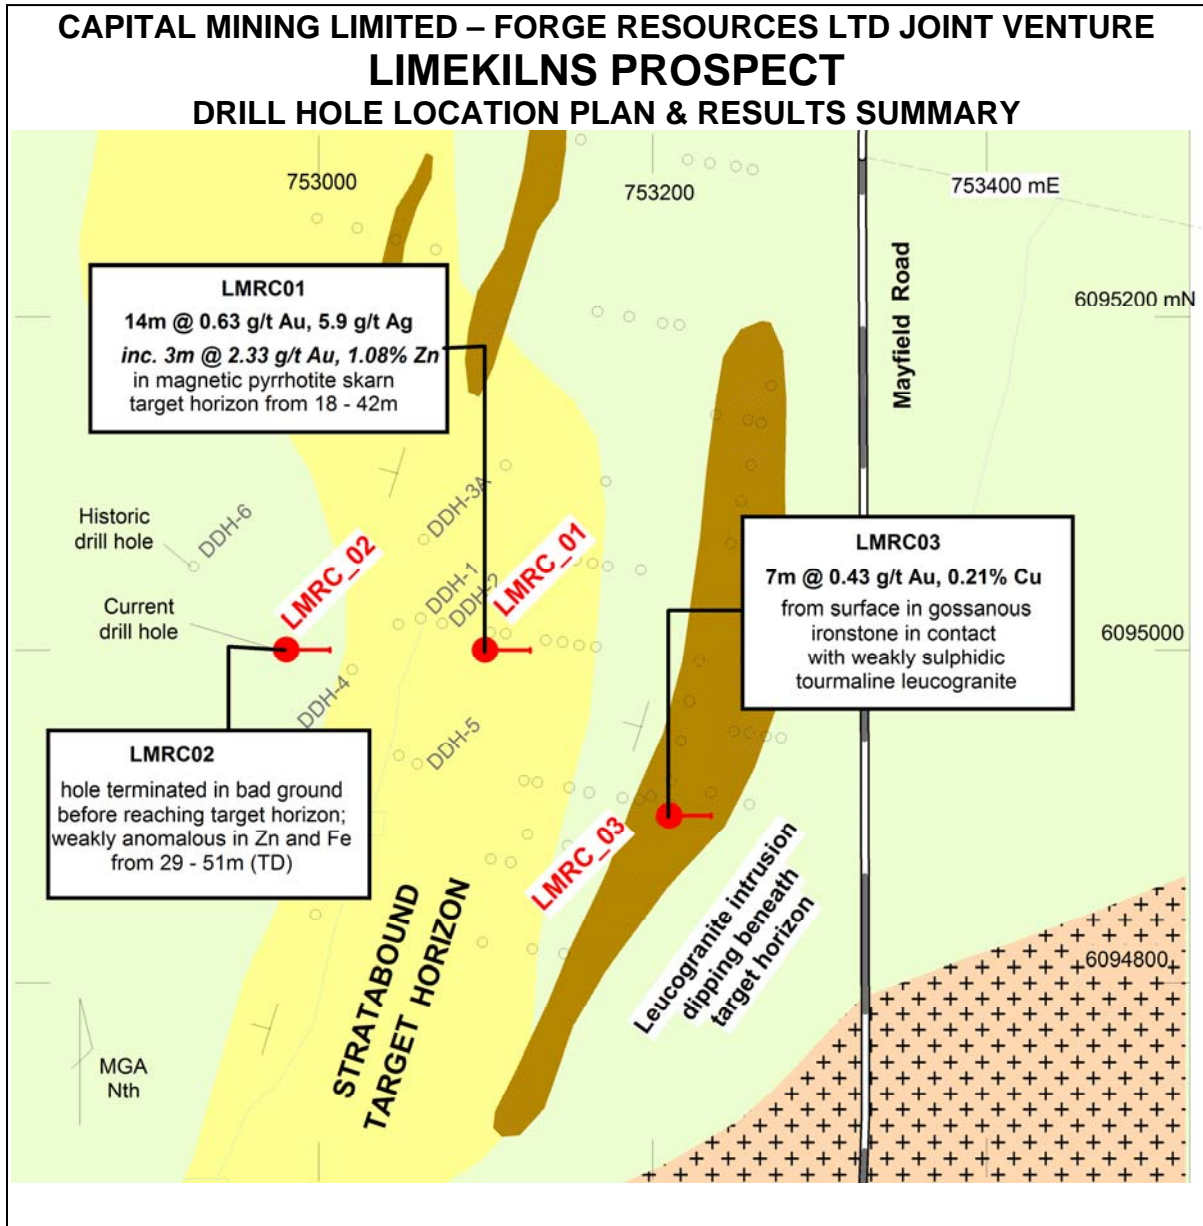 CAPITAL MINING LIMITED – FORGE RESOURCES LTD JOINT VENTURE
LIMEKILNS PROSPECT
DRILL HOLE LOCATION PLAN & RESULTS SUMMARY
753000
753200
753400 mE
Mayfield Road
6095200 mN
LMRC01
14m @ 0.63 g/t Au, 5.9 g/t Ag
inc. 3m @ 2.33 g/t Au, 1.08% Zn
in magnetic pyrrhotite skarn
target horizon from 18 - 42m
Historic
drill hole
DDH-6
DDH-3A
LMRC_02
LMRC_01
DDH-1
DDH-2
Current
drill hole
LMRC03
7m @ 0.43 g/t Au, 0.21% Cu
from surface in gossanous
ironstone in contact
with weakly sulphidic
tourmaline leucogranite
6095000
DDH-4
DDH-5
LMRC02
hole terminated in bad ground
before reaching target horizon;
weakly anomalous in Zn and Fe
from 29 - 51m (TD)
LMRC_03
Leucogranite intrusion
dipping beneath
target horizon
STRATABOUND
TARGET HORIZON
6094800
MGA
Nth